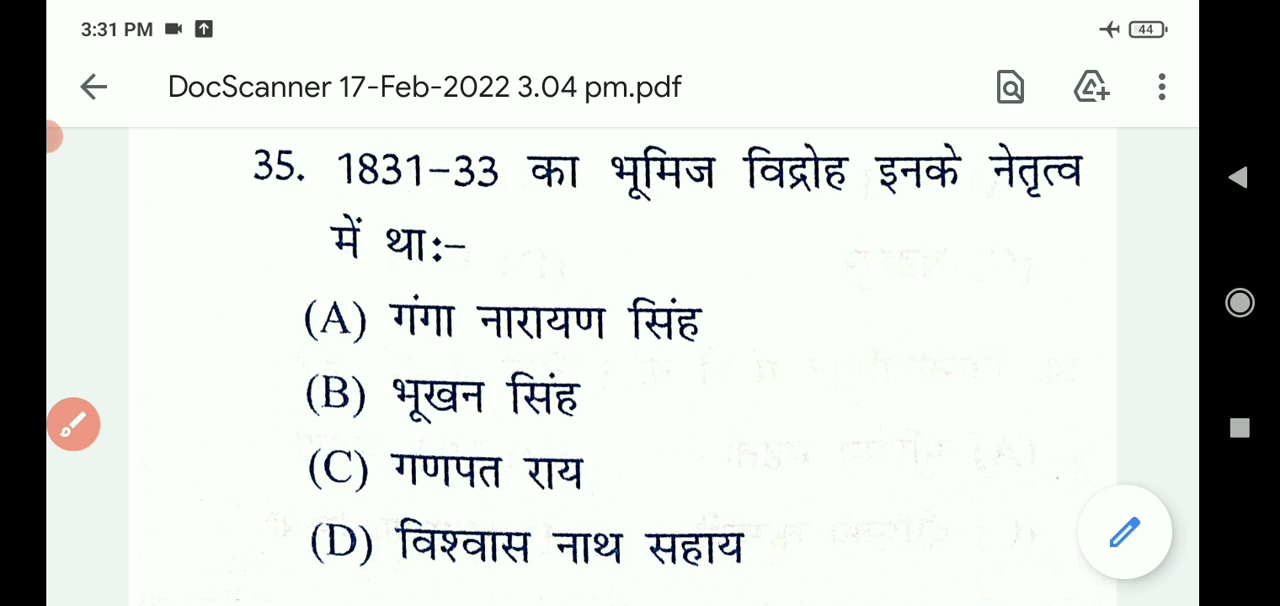 3:31 PM
44
DocScanner 17-Feb-2022 3.04 pm.pdf
35. 1831-33 का भूमिज विद्रोह इनके नेतृत्व
में था:-
(A) गंगा नारायण सिंह
(B) भूखन सिंह
(C) गणपत राय
(D) विश्वास नाथ सहाय